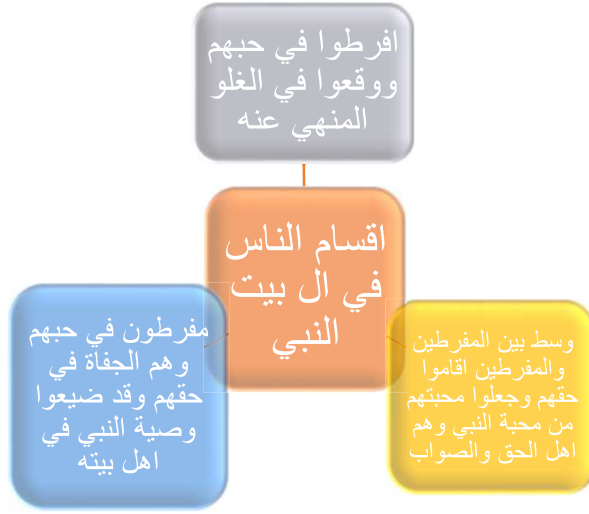 افرطوا في حبهم
ووقعوا في الغلو
المنهي عنه
اقسام الناس
في ال بيت
النبي
وسط بين المفرطين
والمفرطين اقاموا
حقهم وجعلوا محبتهم
من محبة النبي وهم
اهل الحق والصواب
مفرطون في حبهم
وهم الجفاة في
حقهم وقد ضيعوا
وصية النبي في
اهل بيته